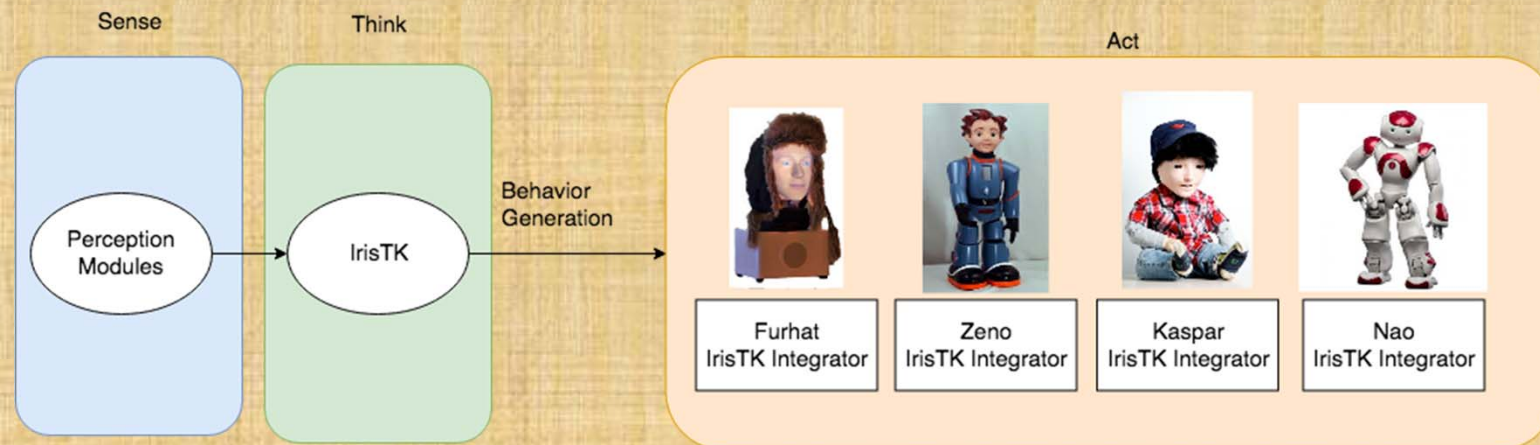 Sense
Think
Act
Perception
Modules
IrisTK
Behavior
Generation
Furhat
IrisTK Integrator
Zeno
IrisTK Integrator
Kaspar
IrisTK Integrator
Nao
IrisTK Integrator